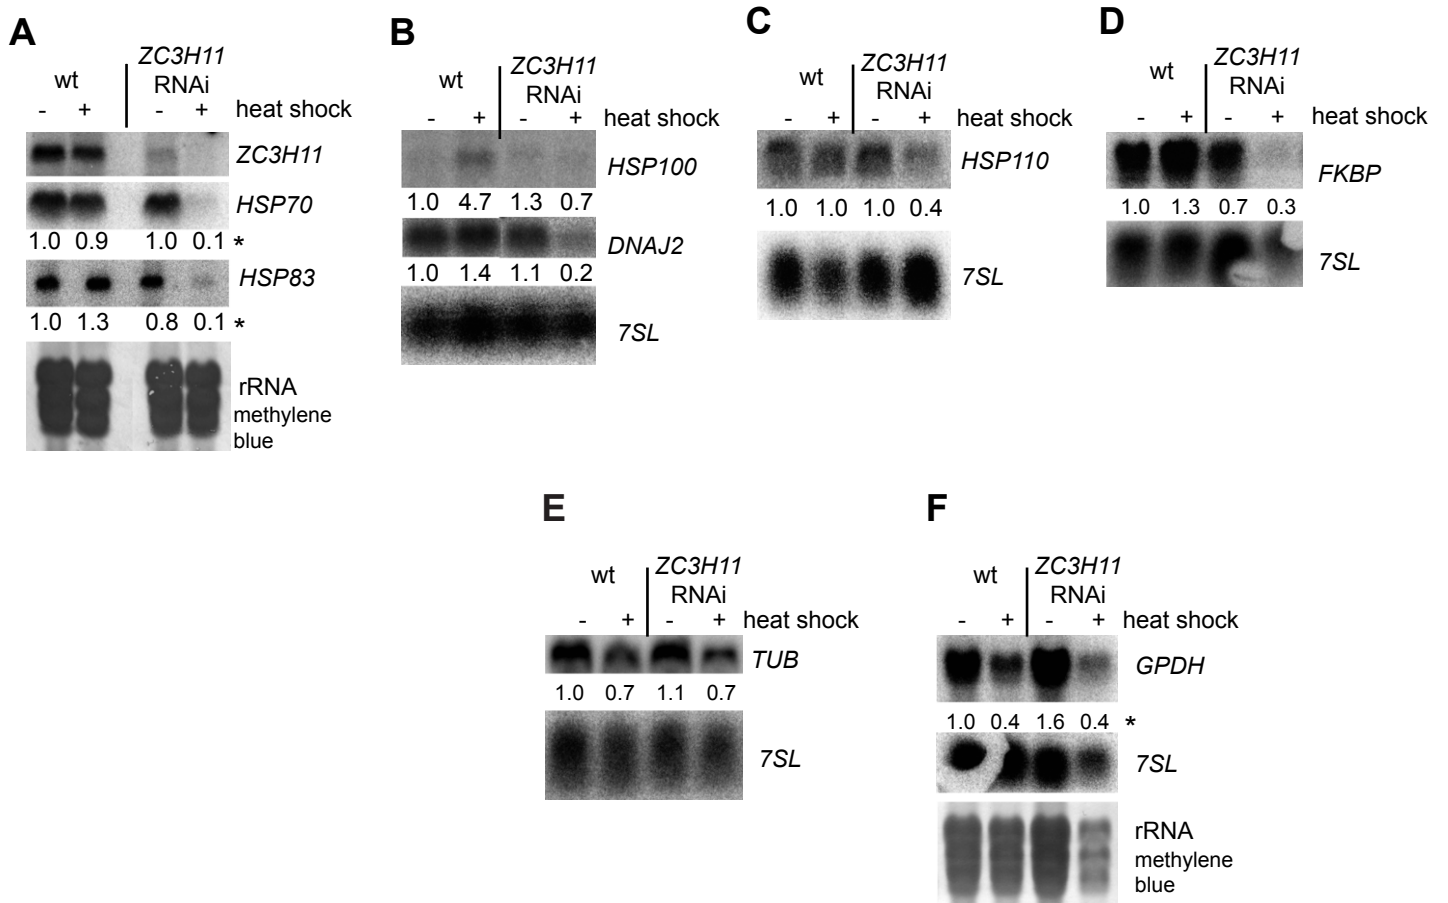 A
wt
ZC3H11
RNAi
- + - + heat shock
ZC3H11
HSP70
1.0 0.9 1.0 0.1 *
HSP83
1.0 1.3 0.8 0.1 *
rRNA
methylene
blue
B
wt
ZC3H11
RNAi
- + - + heat shock
HSP100
1.0 4.7 1.3 0.7
DNAJ2
1.0 1.4 1.1 0.2
7SL
C
wt
ZC3H11
RNAi
- + - + heat shock
HSP110
1.0 1.0 1.0 0.4
7SL
D
wt
ZC3H11
RNAi
- + - + heat shock
FKBP
1.0 1.3 0.7 0.3
7SL
E
wt
ZC3H11
RNAi
- + - + heat shock
TUB
1.0 0.7 1.1 0.7
7SL
F
wt
ZC3H11
RNAi
- + - + heat shock
GPDH
1.0 0.4 1.6 0.4 *
7SL
rRNA
methylene
blue